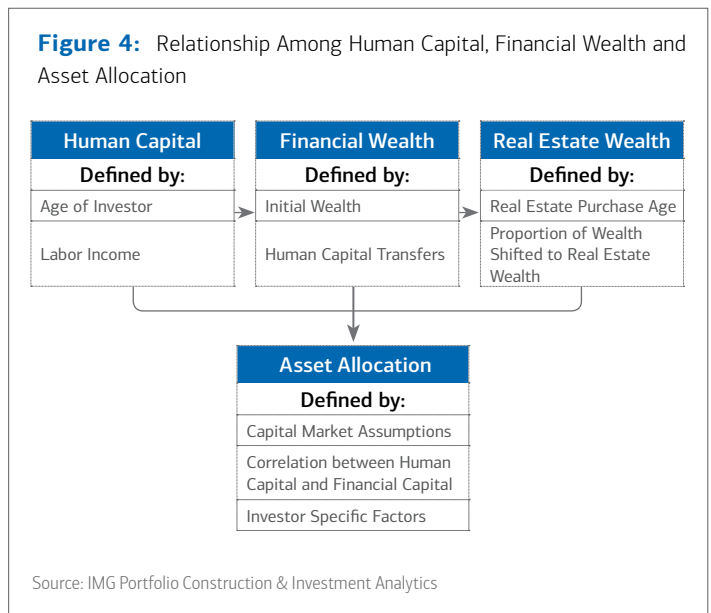 Figure 4: Relationship Among Human Capital, Financial Wealth and
Asset Allocation
Human Capital
Defined by:
Age of Investor
Labor Income
Financial Wealth
Defined by:
Initial Wealth
Human Capital Transfers
Real Estate Wealth
Defined by:
Real Estate Purchase Age
Proportion of Wealth
Shifted to Real Estate
Wealth
Asset Allocation
Defined by:
Capital Market Assumptions
Correlation between Human
Capital and Financial Capital
Investor Specific Factors
Source: IMG Portfolio Construction & Investment Analytics